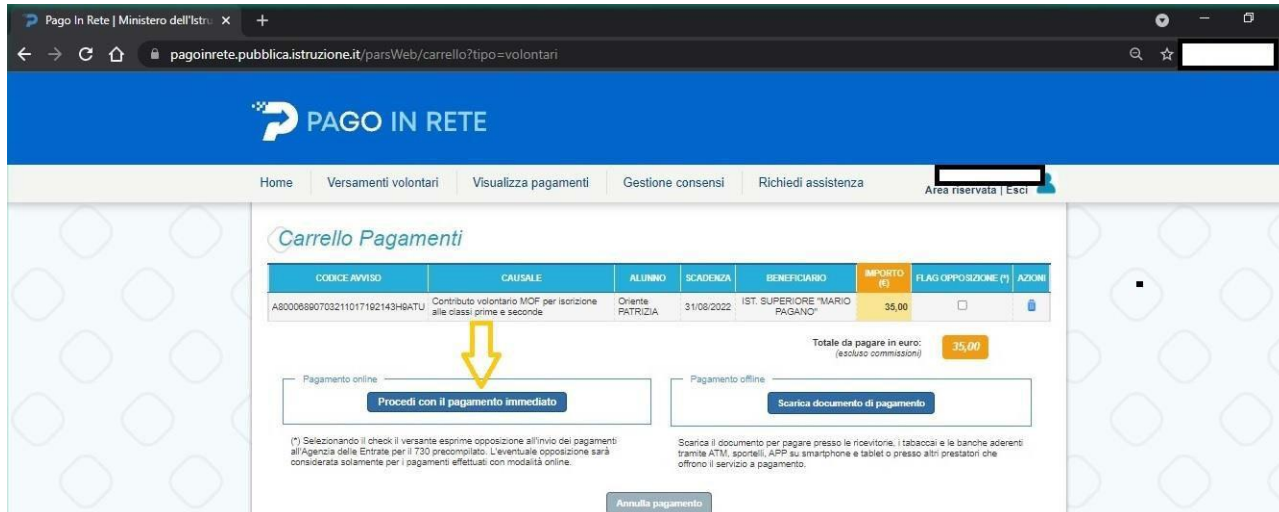 Pago In Rete | Ministero dell'Istru
pagoinrete.pubblica.istruzione.it/parsWeb/carrello?tipo=volontari
PAGO IN RETE
Home Versamenti volontari Visualizza pagamenti Gestione consensi Richiedi assistenza Area riservata | Esci
Carrello Pagamenti
CODICE AVVISO CAUSALE ALUNNO SCADENZA BENEFICIARIO IMPORTO (€) FLAG OPPOSIZIONE (*) AZIONI
A80006890703211017192143H9ATU Contributo volontario MOF per iscrizione Oriente 31/08/2022 IST. SUPERIORE "MARIO 35,00
alle classi prime e seconde PATRIZIA PAGANO"
Totale da pagare in euro: 35,00
(escluso commissioni)
Pagamento online Pagamento offline
Procedi con il pagamento immediato Scarica documento di pagamento
(*) Selezionando il check il versante esprime opposizione all'invio dei pagamenti
all'Agenzia delle Entrate per il 730 precompilato. L'eventuale opposizione sarà
considerata solamente per i pagamenti effettuati con modalità online.
Scarica il documento per pagare presso le ricevitorie, i tabaccai e le banche aderenti
tramite ATM, sportelli, APP su smartphone e tablet o presso altri prestatori che
offrono il servizio a pagamento.
Annulla pagamento